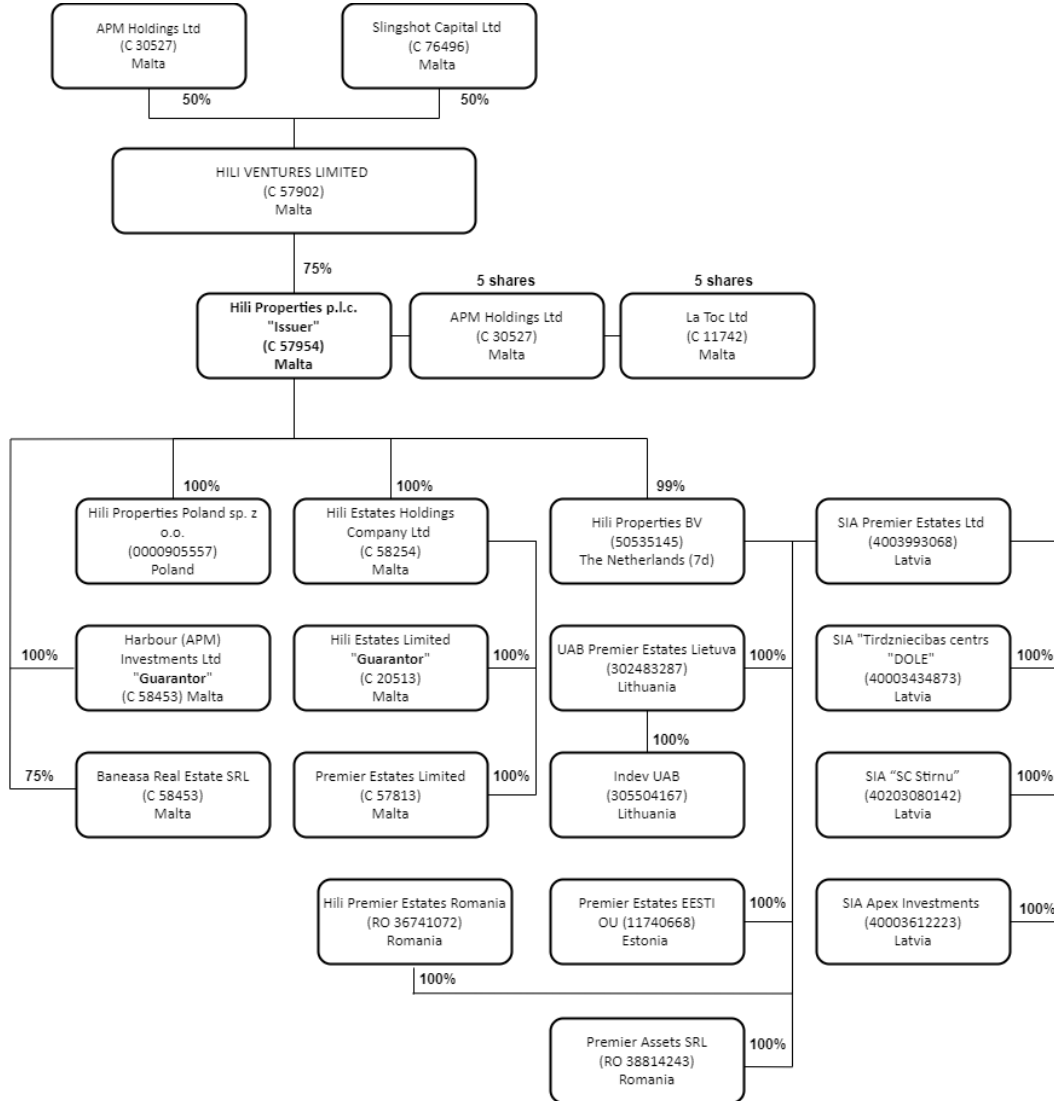 APM Holdings Ltd
(C 30527)
Malta
Slingshot Capital Ltd
(C 76496)
Malta
50%
50%
HILI VENTURES LIMITED
(C 57902)
Malta
75%
5 shares
5 shares
Hili Properties p.l.c.
"Issuer"
(C 57954)
Malta
APM Holdings Ltd
(C 30527)
Malta
La Toc Ltd
(C 11742)
Malta
100%
100%
99%
Hili Properties Poland sp. z
o.o.
(0000905557)
Poland
Hili Estates Holdings
Company Ltd
(C 58254)
Malta
Hili Properties BV
(50535145)
The Netherlands (7d)
SIA Premier Estates Ltd
(4003993068)
Latvia
100%
Harbour (APM)
Investments Ltd
"Guarantor"
(C 58453) Malta
Hili Estates Limited
"Guarantor"
(C 20513)
Malta
100%
UAB Premier Estates Lietuva
(302483287)
Lithuania
100%
SIA "Tirdzniecibas centrs
"DOLE"
(40003434873)
Latvia
100%
100%
75%
Baneasa Real Estate SRL
(C 58453)
Malta
Premier Estates Limited
(C 57813)
Malta
100%
Indev UAB
(305504167)
Lithuania
SIA “SC Stirnu”
(40203080142)
Latvia
100%
Hili Premier Estates Romania
(RO 36741072)
Romania
Premier Estates EESTI
OU (11740668)
Estonia
100%
SIA Apex Investments
(40003612223)
Latvia
100%
100%
Premier Assets SRL
(RO 38814243)
Romania
100%